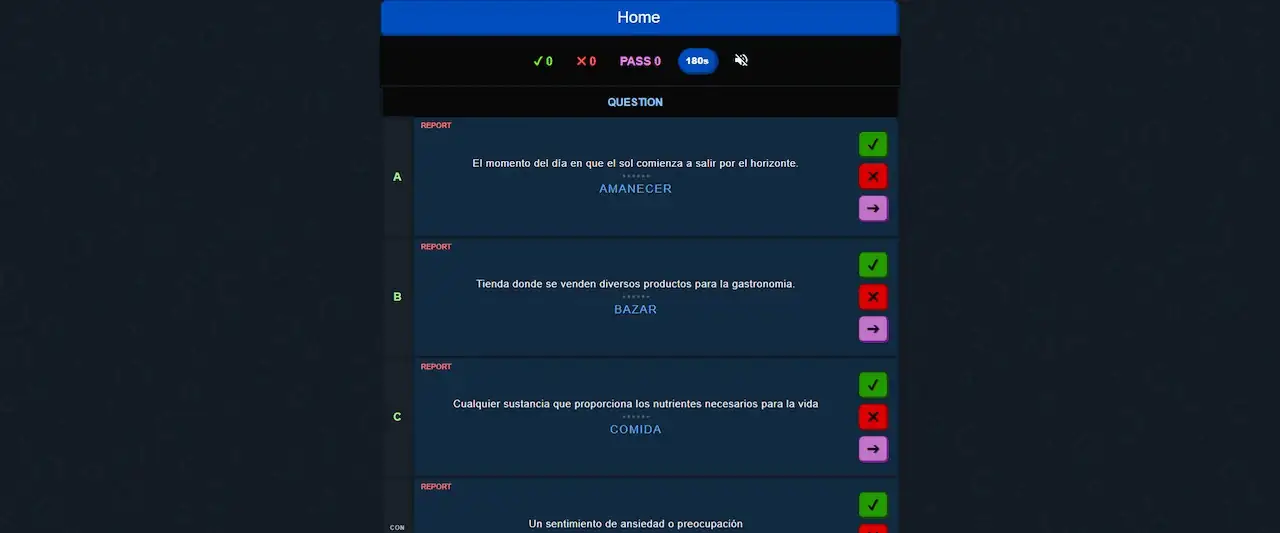 Home
✓ 0 ✕ 0 PASS 0 180s
QUESTION
REPORT
A
El momento del día en que el sol comienza a salir por el horizonte.
AMANECER
REPORT
B
Tienda donde se venden diversos productos para la gastronomia.
BAZAR
REPORT
C
Cualquier sustancia que proporciona los nutrientes necesarios para la vida
COMIDA
REPORT
CON
Un sentimiento de ansiedad o preocupación